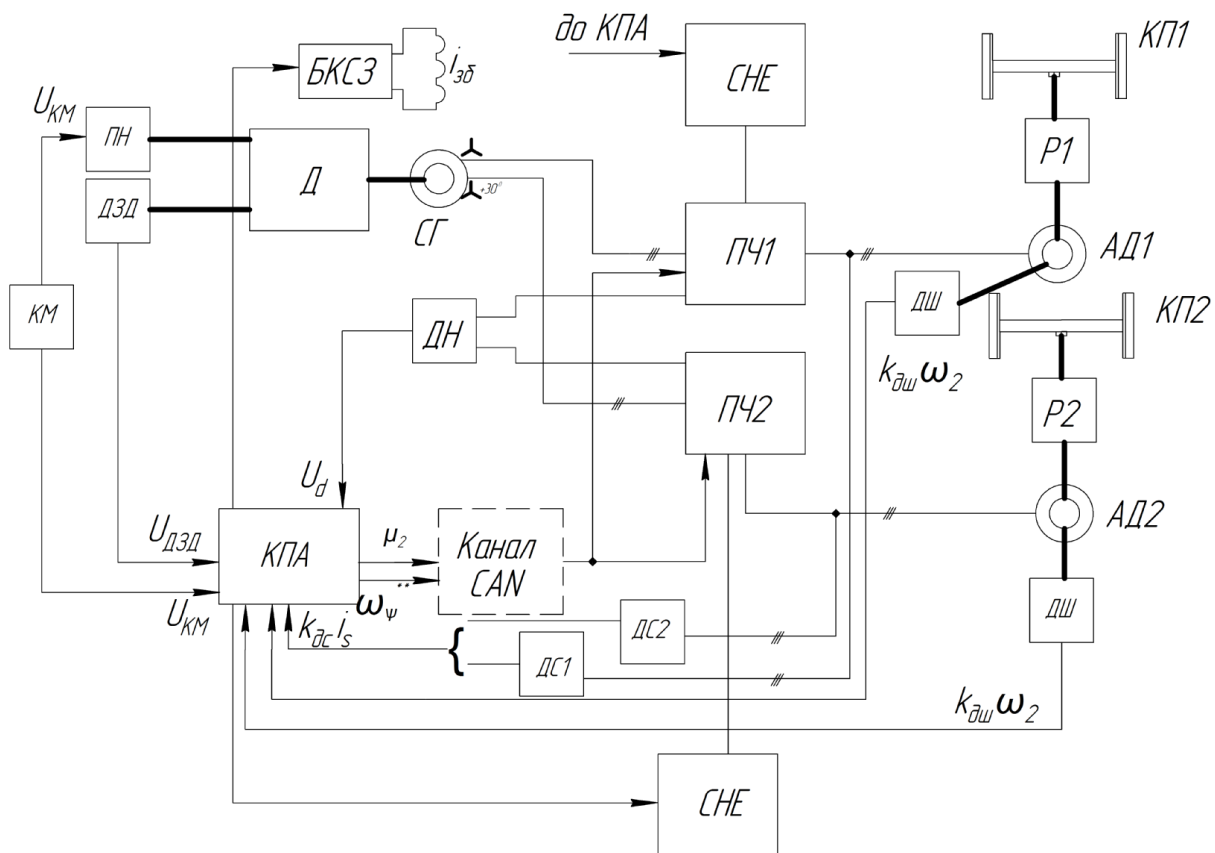 до КПА
КП1
СНЕ
БКСЗ
i_зб
U_КМ
ПН
Р1
Д
+30°
ДЗД
СГ
ПЧ1
АД1
ДШ
КМ
КП2
ДН
k_дш ω_2
ПЧ2
Р2
U_d
АД2
U_ДЗД
КПА
μ_2
Канал
CAN
ω_ψ**
ДШ
U_КМ
k_дс i_s
{
ДС2
ДС1
k_дш ω_2
СНЕ